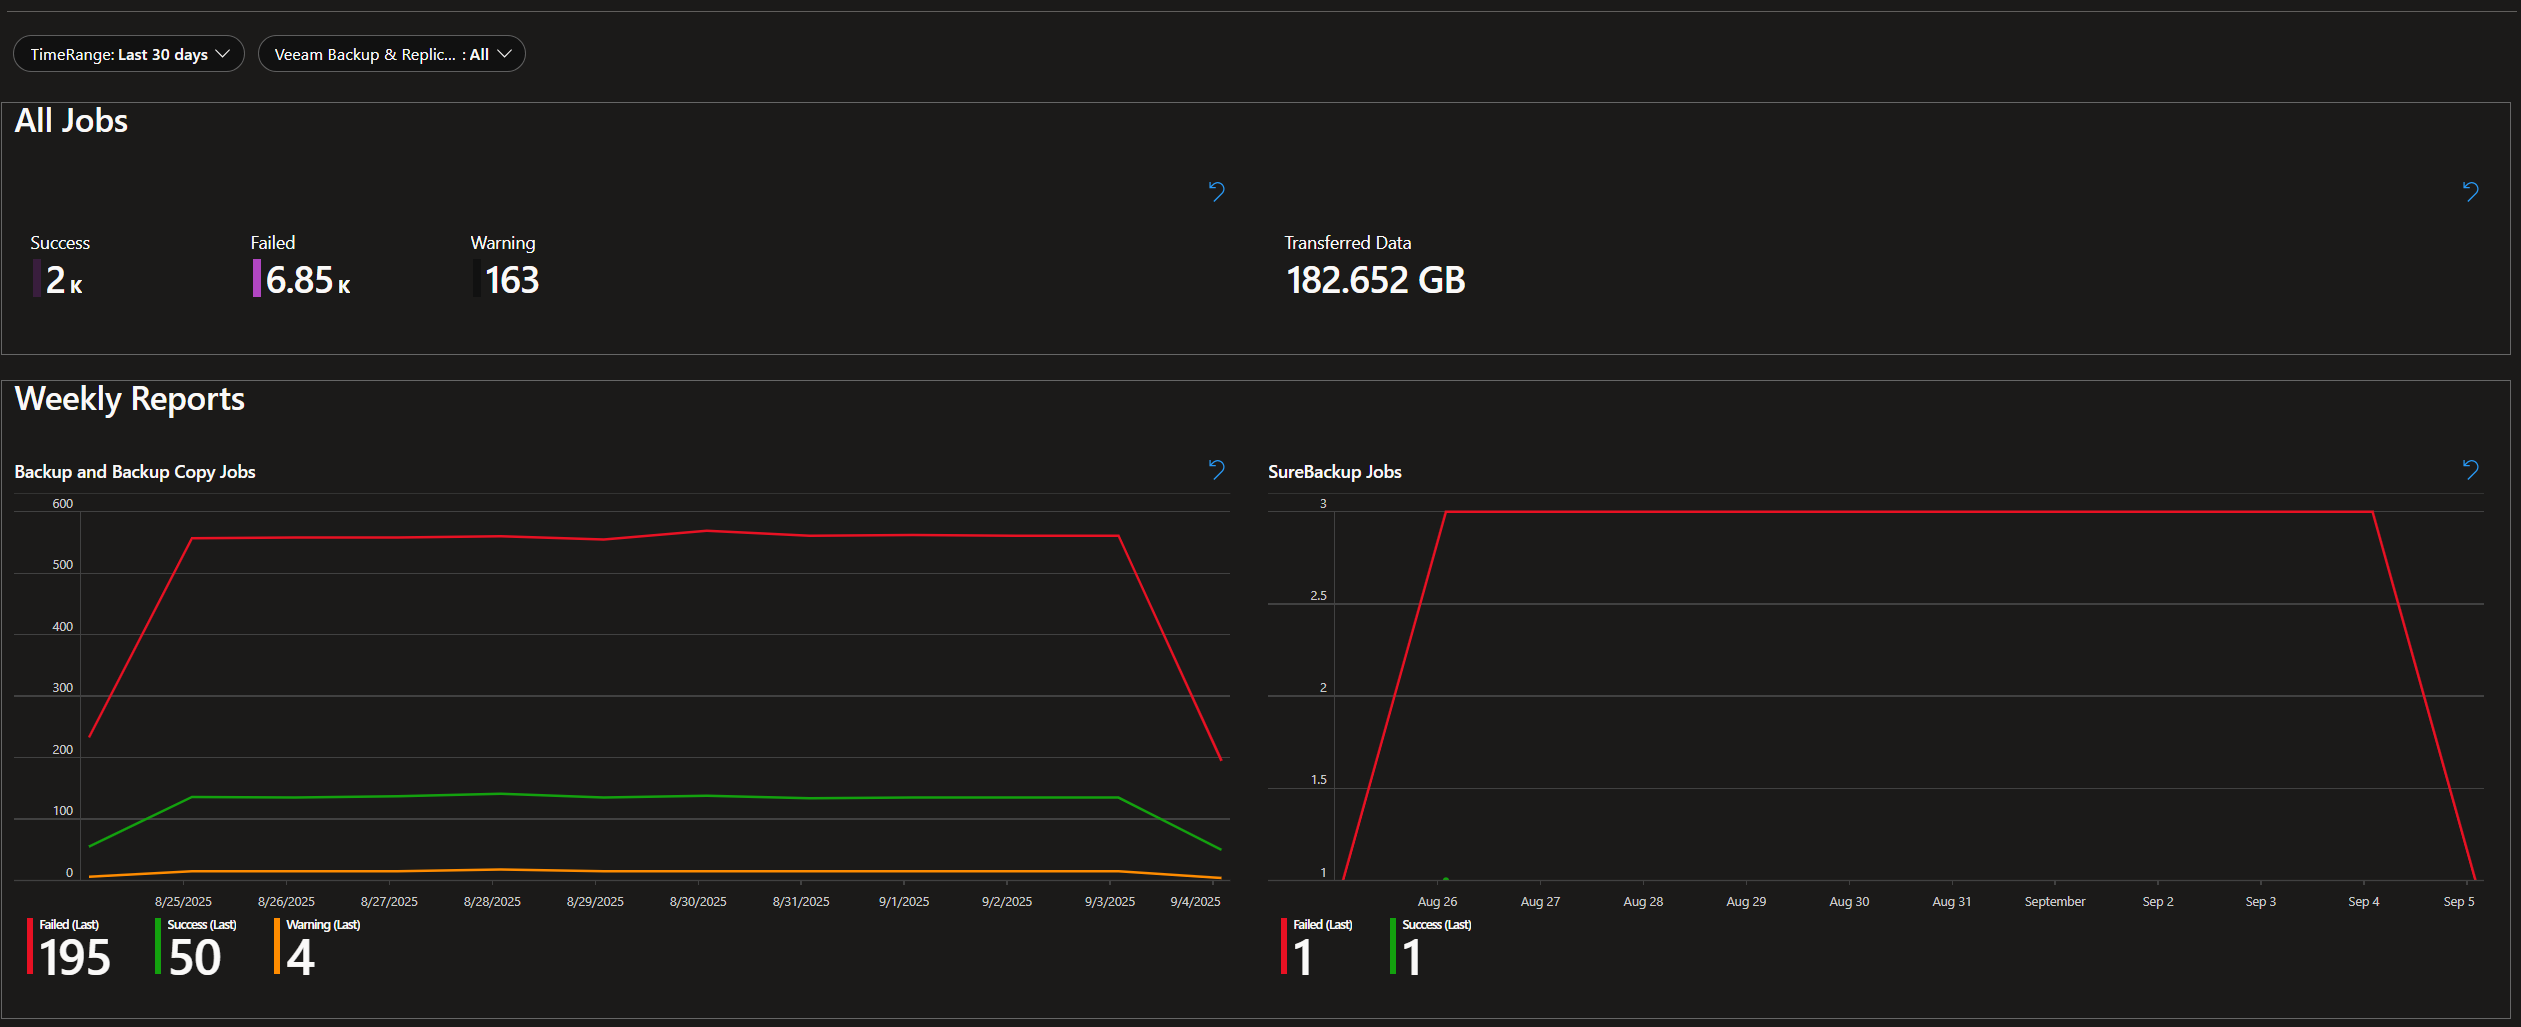 TimeRange: Last 30 days
Veeam Backup & Replic... : All
All Jobs
Success
2 K
Failed
6.85 K
Warning
163
Transferred Data
182.652 GB
Weekly Reports
Backup and Backup Copy Jobs
600
500
400
300
200
100
0
8/25/2025
8/26/2025
8/27/2025
8/28/2025
8/29/2025
8/30/2025
8/31/2025
9/1/2025
9/2/2025
9/3/2025
9/4/2025
Failed (Last)
195
Success (Last)
50
Warning (Last)
4
SureBackup Jobs
3
2.5
2
1.5
1
Aug 26
Aug 27
Aug 28
Aug 29
Aug 30
Aug 31
September
Sep 2
Sep 3
Sep 4
Sep 5
Failed (Last)
1
Success (Last)
1